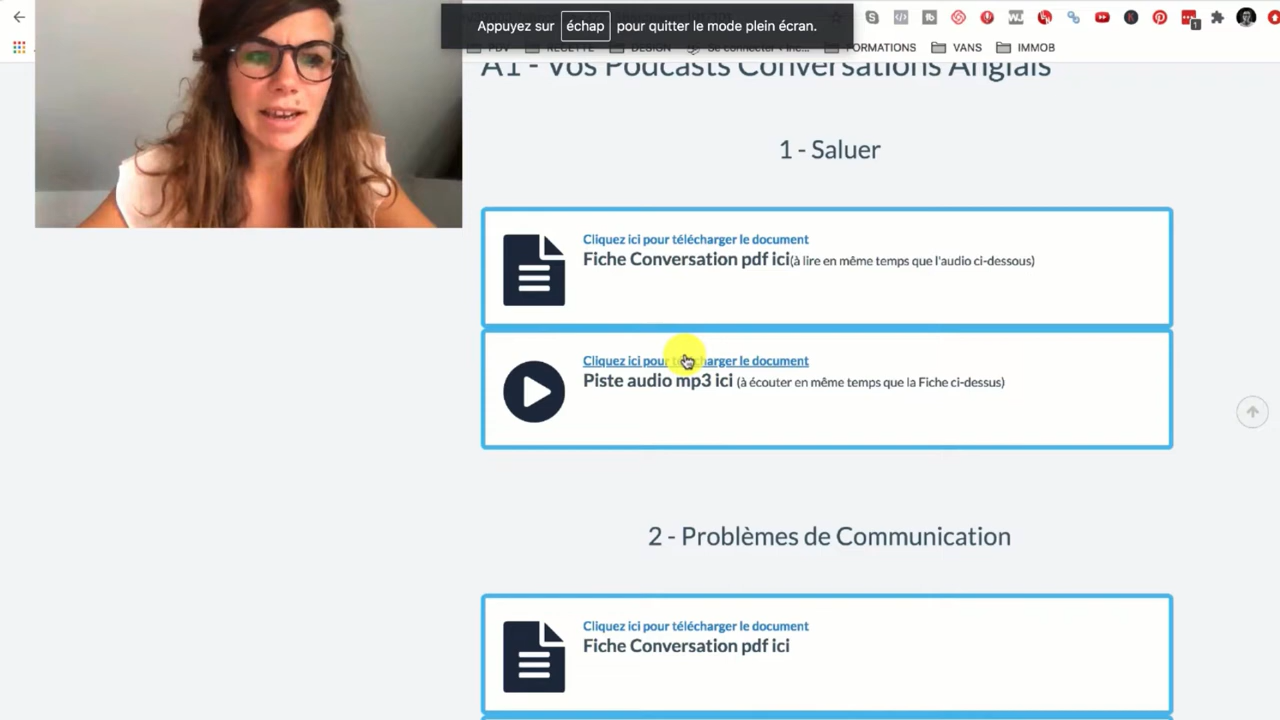 Appuyez sur échap pour quitter le mode plein écran.
FORMATIONS VANS IMMOB
A1 - Vos Podcasts Conversations Anglais
1 - Saluer
Cliquez ici pour télécharger le document
Fiche Conversation pdf ici(à lire en même temps que l'audio ci-dessous)
Cliquez ici pour télécharger le document
Piste audio mp3 ici (à écouter en même temps que la Fiche ci-dessus)
2 - Problèmes de Communication
Cliquez ici pour télécharger le document
Fiche Conversation pdf ici